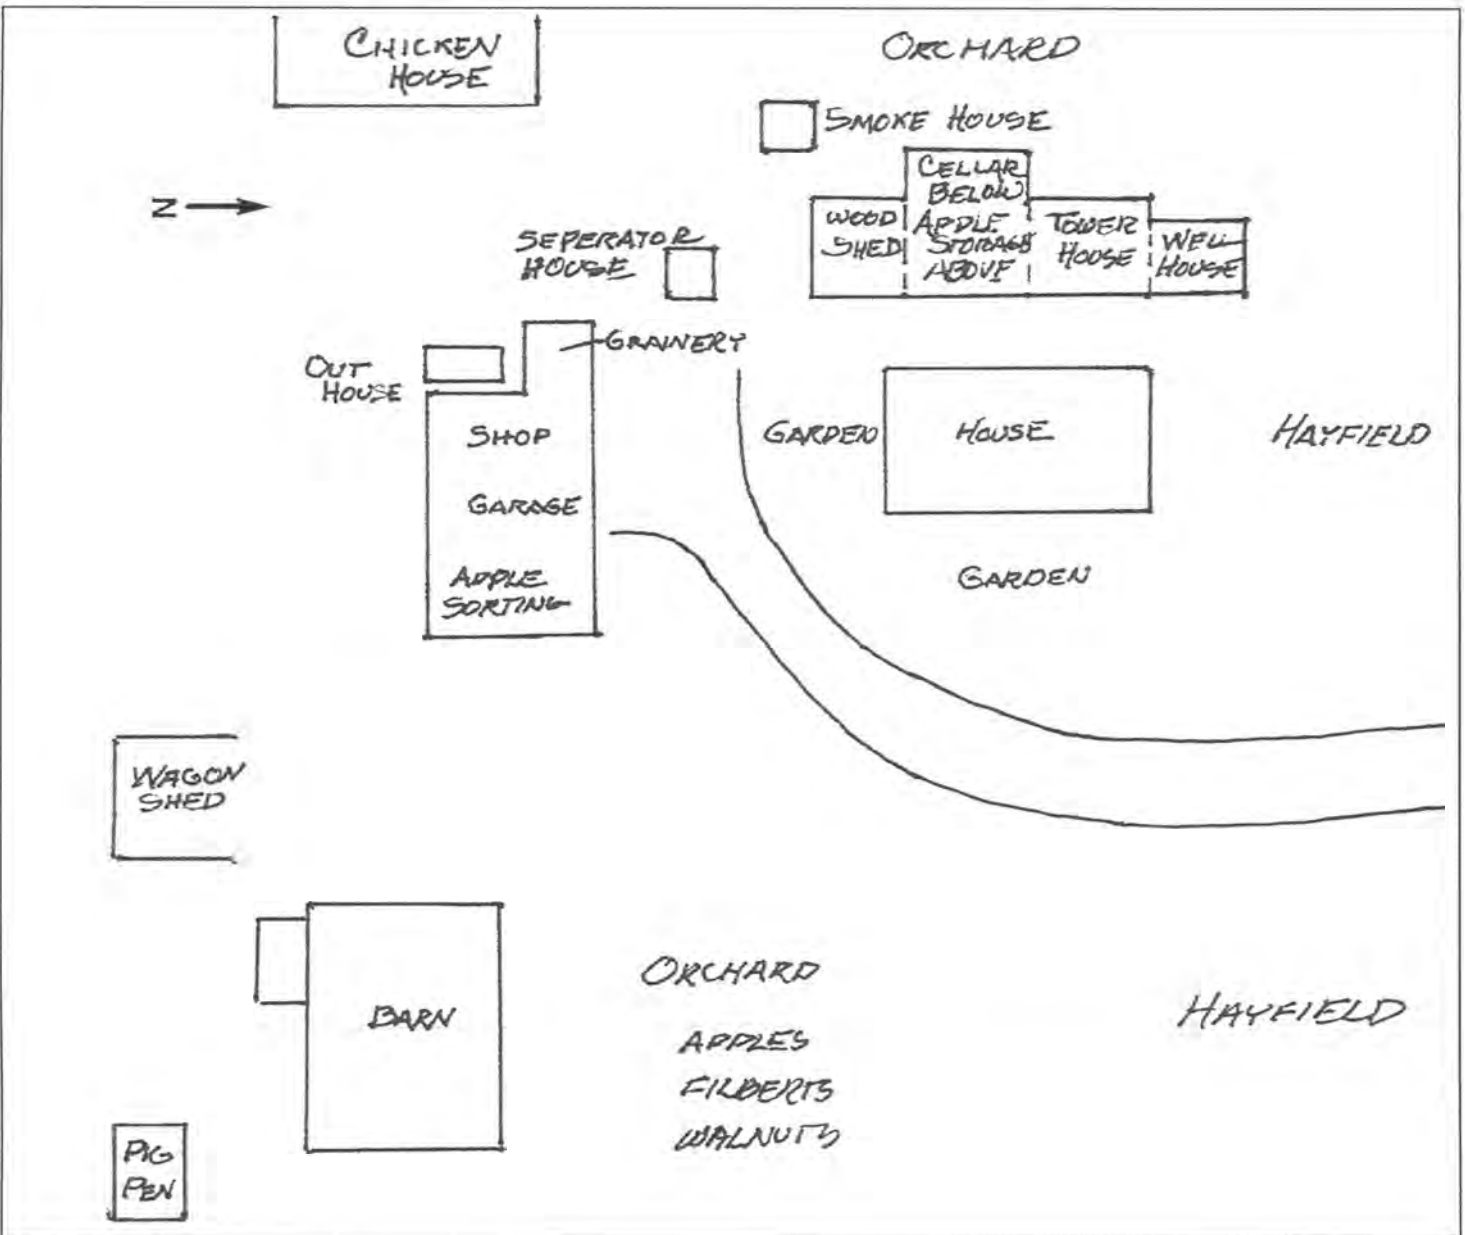 CHICKEN
HOUSE
ORCHARD
SMOKE HOUSE
CELLAR
BELOW
APPLE
STORAGE
ABOVE
WOOD
SHED
TOWER
HOUSE
WELL
HOUSE
N
SEPERATOR
HOUSE
GRAINERY
OUT
HOUSE
SHOP
GARAGE
APPLE
SORTING
GARDEN
HOUSE
HAYFIELD
GARDEN
WAGON
SHED
BARN
ORCHARD
APPLES
FILBERTS
WALNUTS
HAYFIELD
PIG
PEN